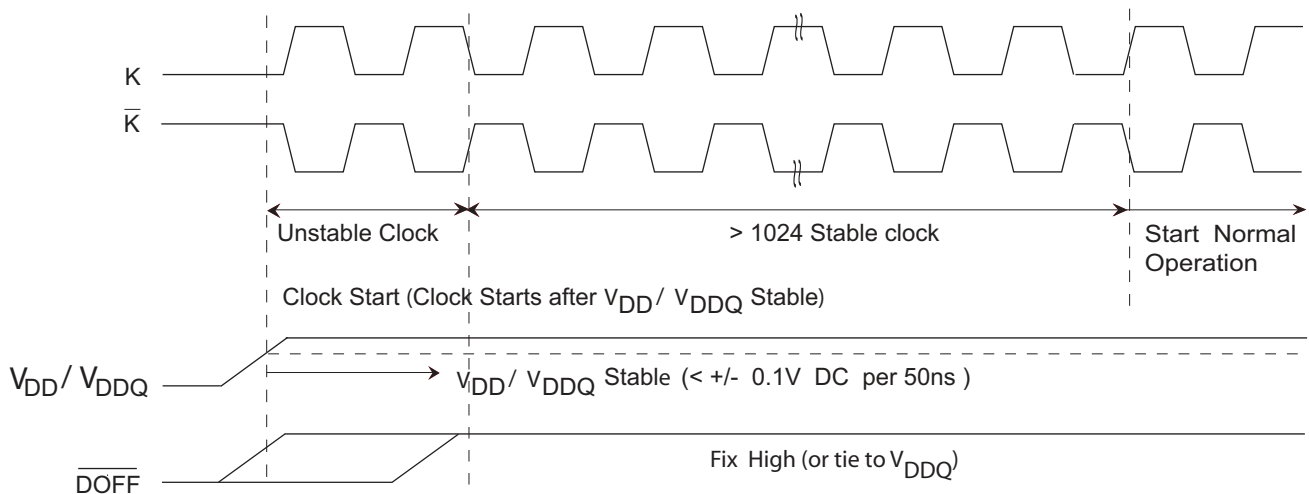 K
K̅
Unstable Clock
> 1024 Stable clock
Start Normal
Operation
Clock Start (Clock Starts after VDD / VDDQ Stable)
VDD / VDDQ
VDD / VDDQ Stable (< +/- 0.1V DC per 50ns )
D̅O̅F̅F̅
Fix High (or tie to VDDQ)